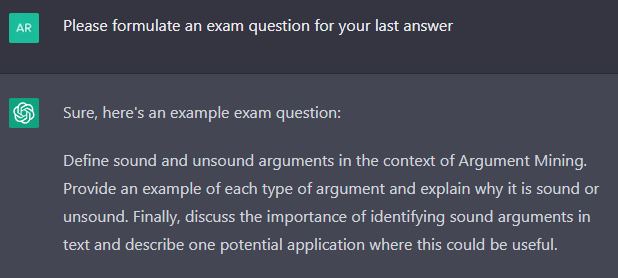 AR
Please formulate an exam question for your last answer
Sure, here's an example exam question:
Define sound and unsound arguments in the context of Argument Mining.
Provide an example of each type of argument and explain why it is sound or
unsound. Finally, discuss the importance of identifying sound arguments in
text and describe one potential application where this could be useful.